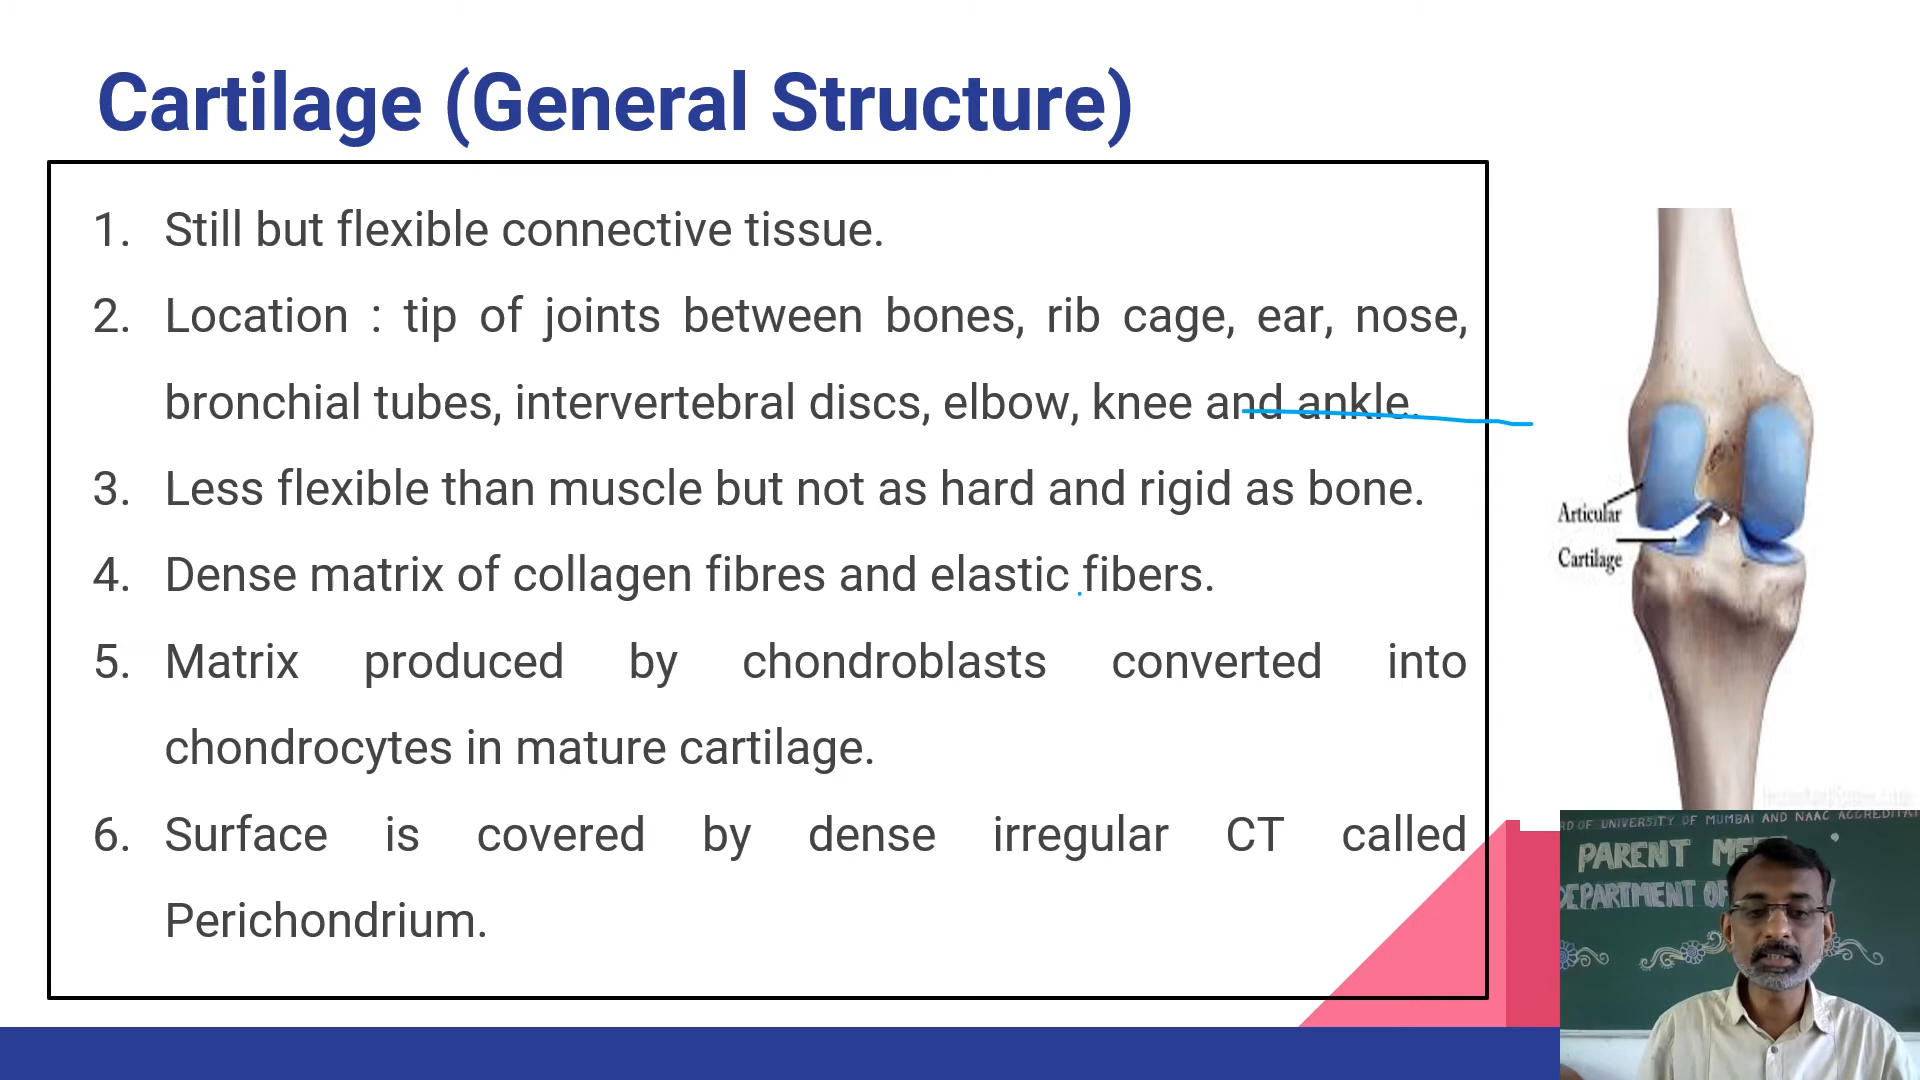 Cartilage (General Structure)
1. Still but flexible connective tissue.
2. Location : tip of joints between bones, rib cage, ear, nose,
bronchial tubes, intervertebral discs, elbow, knee and ankle.
3. Less flexible than muscle but not as hard and rigid as bone.
4. Dense matrix of collagen fibres and elastic fibers.
5. Matrix produced by chondroblasts converted into
chondrocytes in mature cartilage.
6. Surface is covered by dense irregular CT called
Perichondrium.
Articular
Cartilage
OF UNIVERSITY OF MUMBAI AND NAAC
PARENT
DEPARTMENT OF